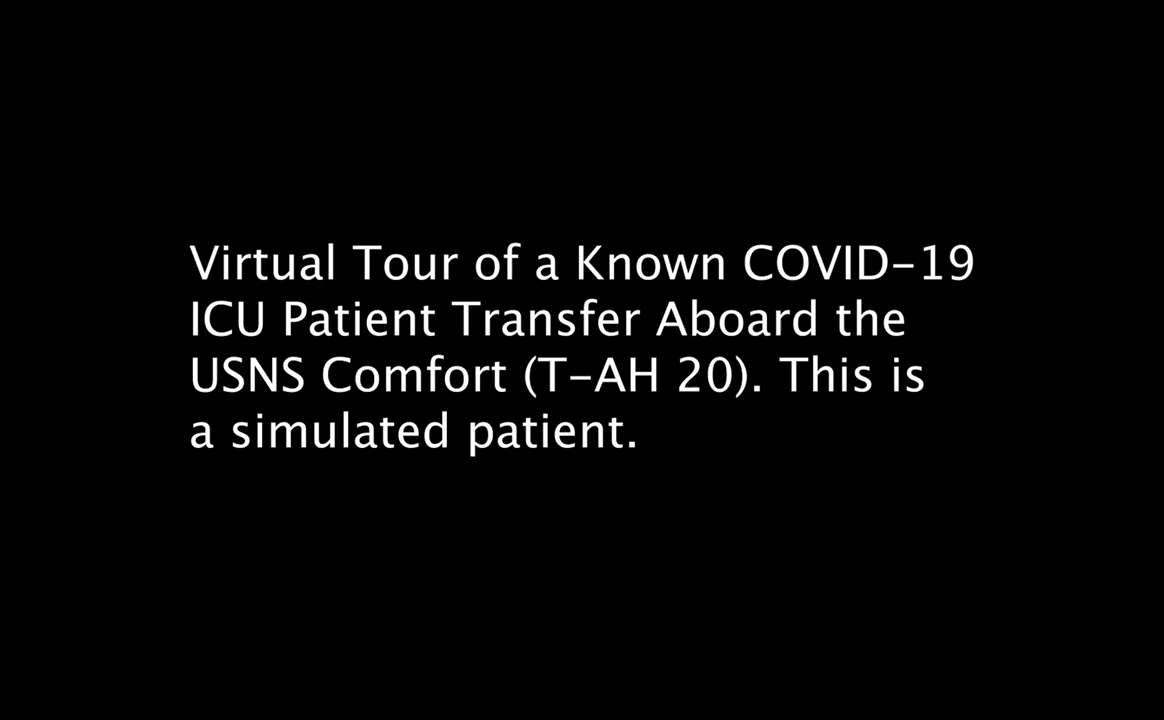 Virtual Tour of a Known COVID-19
ICU Patient Transfer Aboard the
USNS Comfort (T-AH 20). This is
a simulated patient.